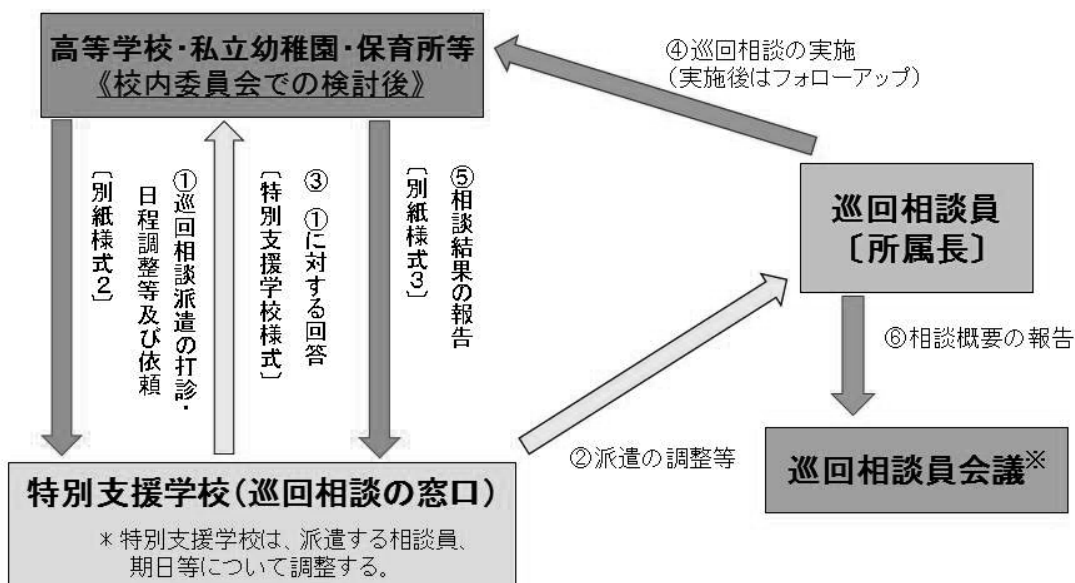 高等学校・私立幼稚園・保育所等
《校内委員会での検討後》
④巡回相談の実施
（実施後はフォローアップ）
①巡回相談派遣の打診・
日程調整等及び依頼
〔別紙様式２〕
③ ①に対する回答
〔特別支援学校様式〕
⑤相談結果の報告
〔別紙様式３〕
巡回相談員
〔所属長〕
⑥相談概要の報告
②派遣の調整等
巡回相談員会議※
特別支援学校（巡回相談の窓口）
＊特別支援学校は、派遣する相談員、
期日等について調整する。